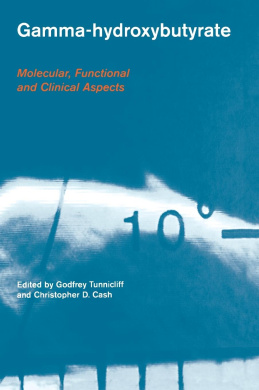 Gamma-hydroxybutyrate
Molecular, Functional
and Clinical Aspects
10°
Edited by Godfrey Tunnicliff
and Christopher D. Cash